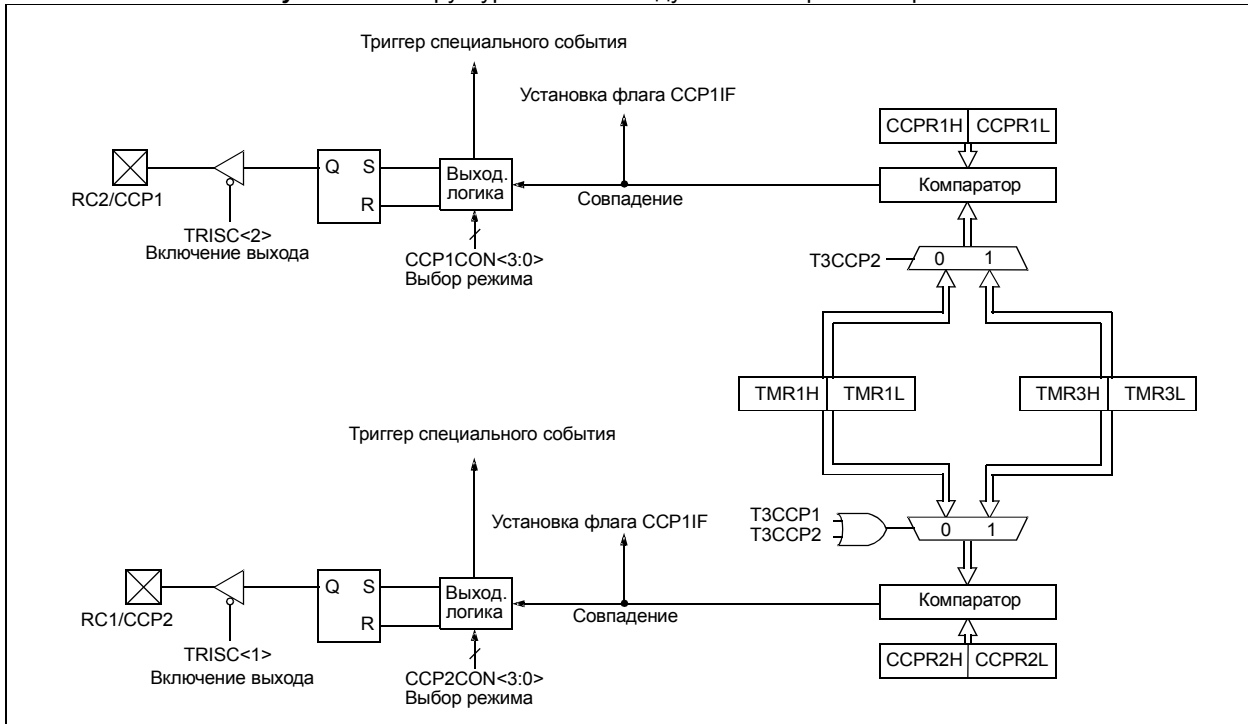 Триггер специального события
Установка флага CCP1IF
CCPR1H CCPR1L
Q S
R
Выход.
логика
Компаратор
RC2/CCP1
Совпадение
TRISC<2>
Включение выхода
CCP1CON<3:0>
Выбор режима
T3CCP2
0 1
TMR1H TMR1L
TMR3H TMR3L
Триггер специального события
Установка флага CCP1IF
T3CCP1
T3CCP2
0 1
Q S
R
Выход.
логика
Компаратор
RC1/CCP2
Совпадение
TRISC<1>
Включение выхода
CCP2CON<3:0>
Выбор режима
CCPR2H CCPR2L